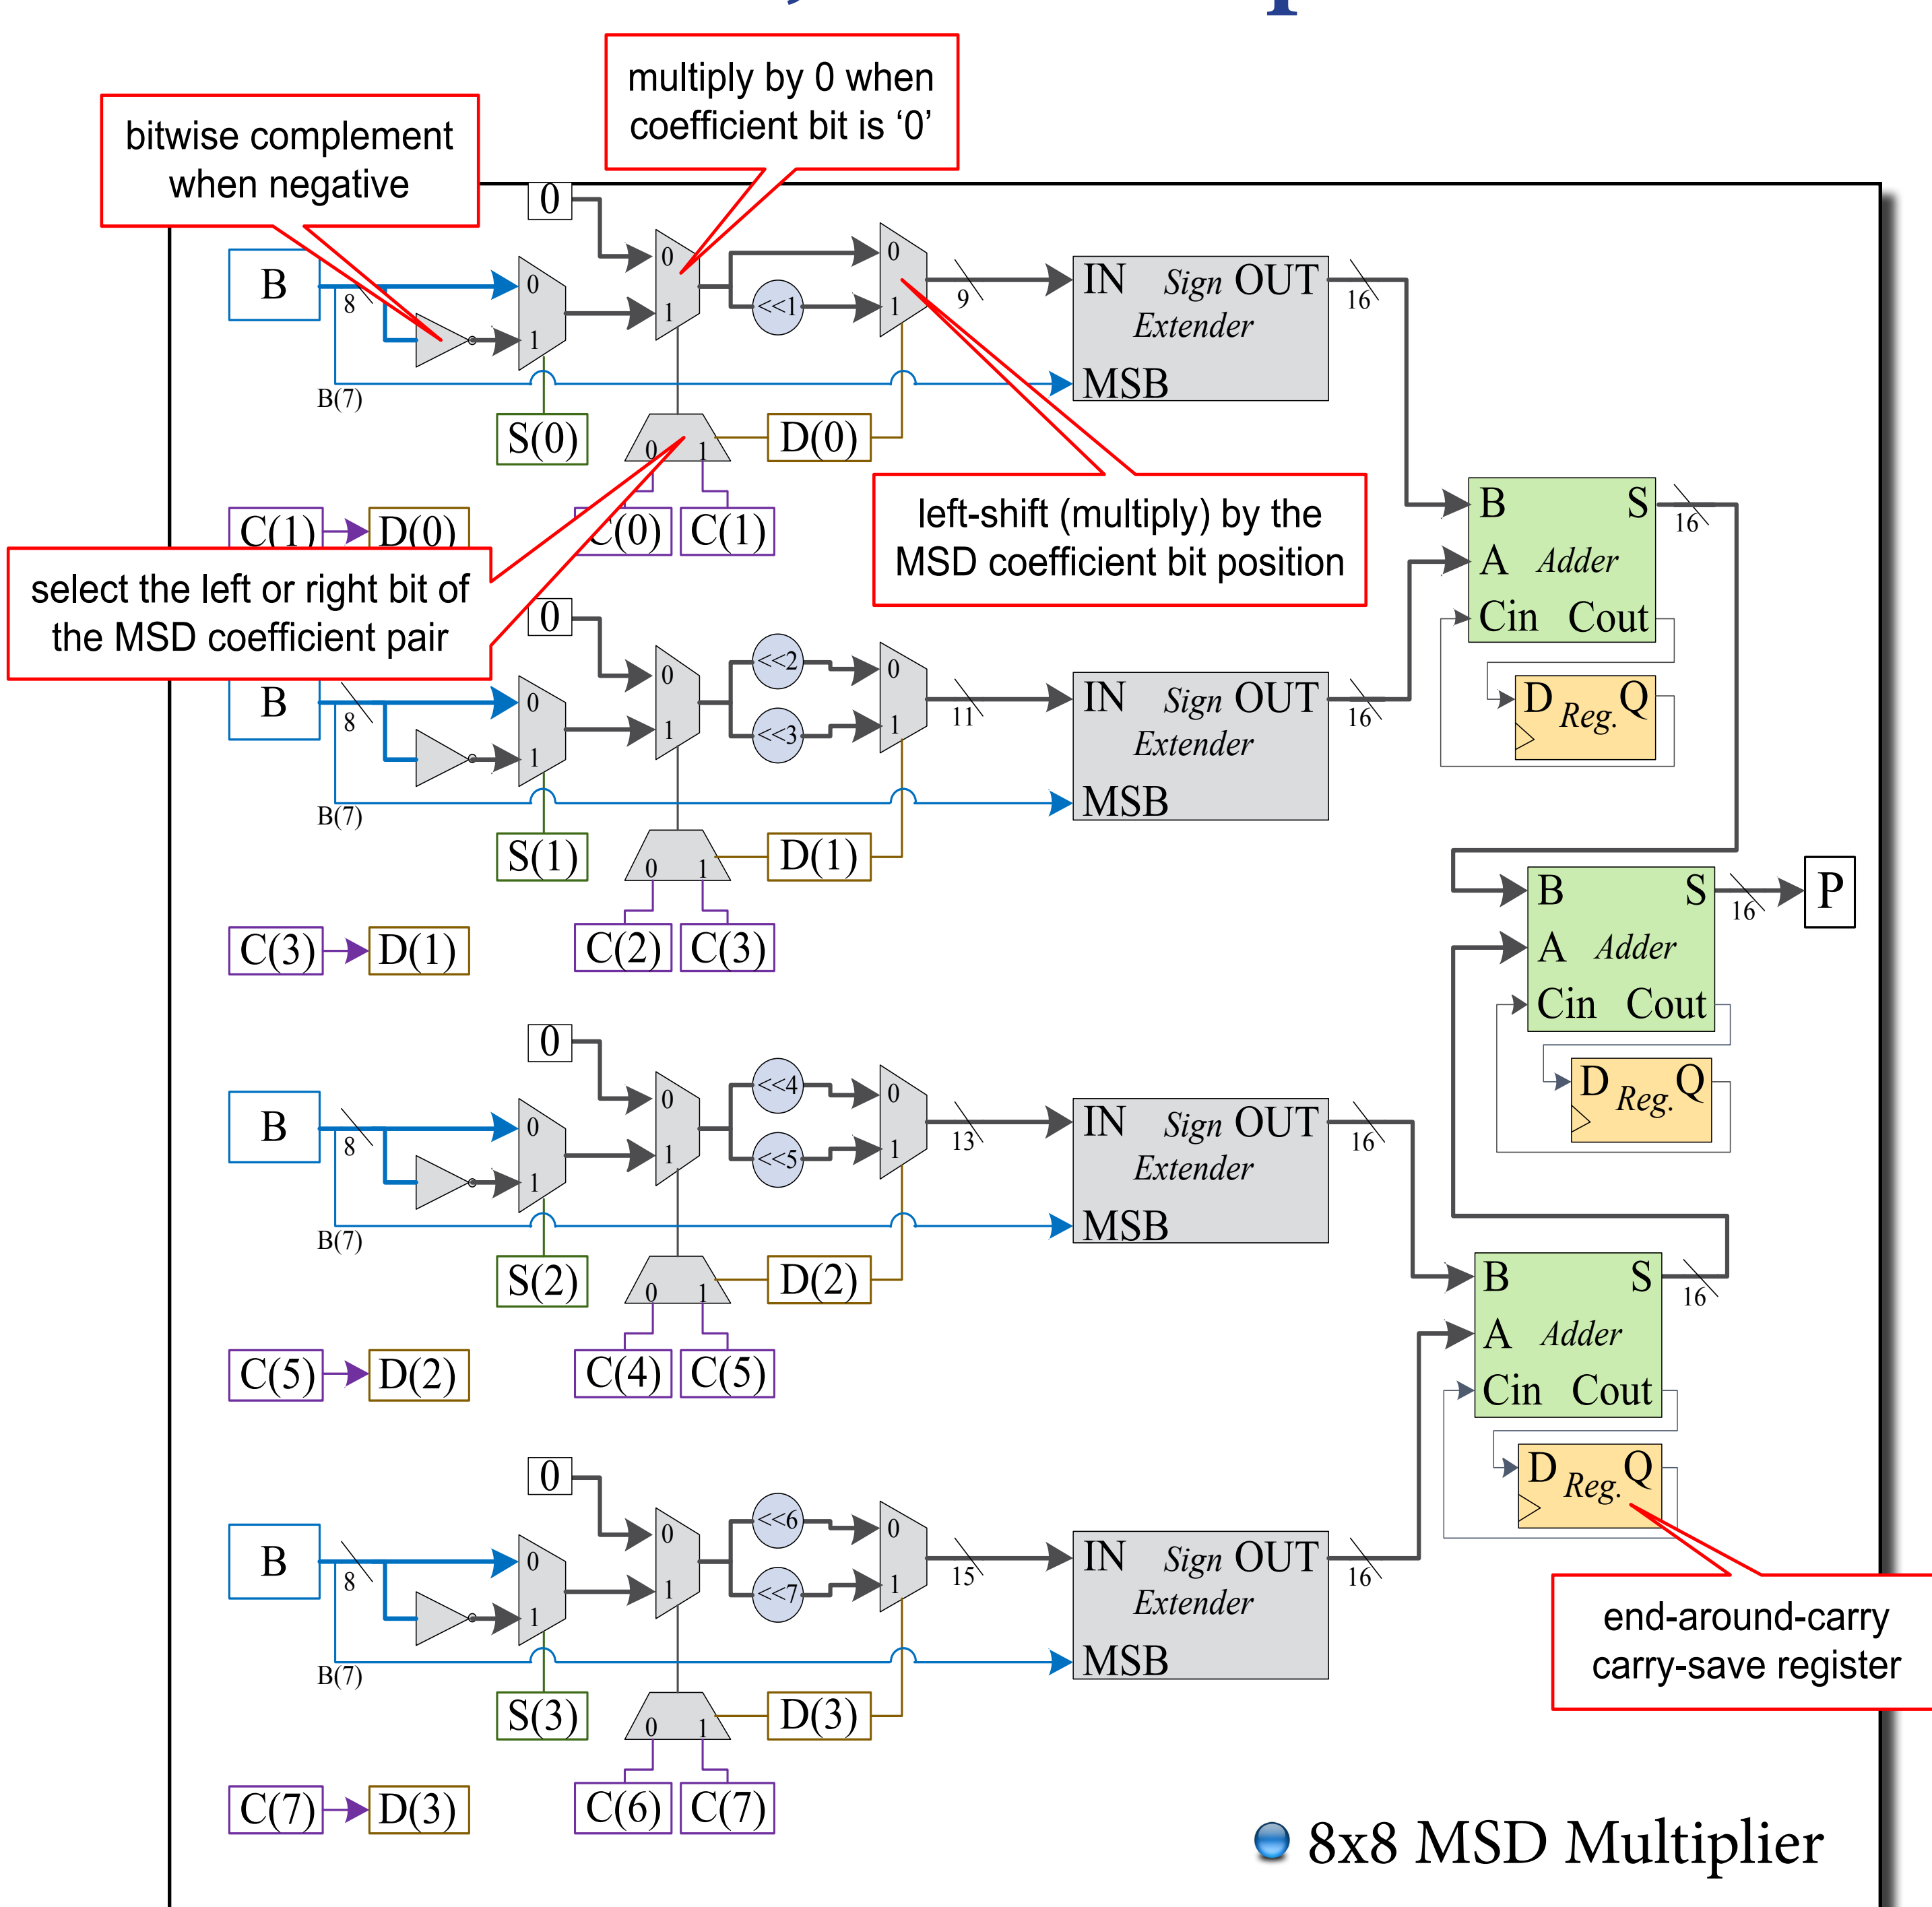 multiply by 0 when
coefficient bit is ‘0’
bitwise complement
when negative
0
B
8
0
1
0
1
<<1
0
1
9
IN Sign OUT
Extender
MSB
16
B(7)
S(0)
0 1
D(0)
C(1)
D(0)
C(0)
C(1)
left-shift (multiply) by the
MSD coefficient bit position
select the left or right bit of
the MSD coefficient pair
B S
A Adder
Cin Cout
16
D Reg. Q
0
B
8
0
1
0
1
<<2
<<3
0
1
11
IN Sign OUT
Extender
MSB
16
B(7)
S(1)
0 1
D(1)
C(3)
D(1)
C(2)
C(3)
B S
A Adder
Cin Cout
16
P
D Reg. Q
0
B
8
0
1
0
1
<<4
<<5
0
1
13
IN Sign OUT
Extender
MSB
16
B(7)
S(2)
0 1
D(2)
C(5)
D(2)
C(4)
C(5)
B S
A Adder
Cin Cout
16
D Reg. Q
0
B
8
0
1
0
1
<<6
<<7
0
1
15
IN Sign OUT
Extender
MSB
16
B(7)
S(3)
0 1
D(3)
C(7)
D(3)
C(6)
C(7)
end-around-carry
carry-save register
8x8 MSD Multiplier